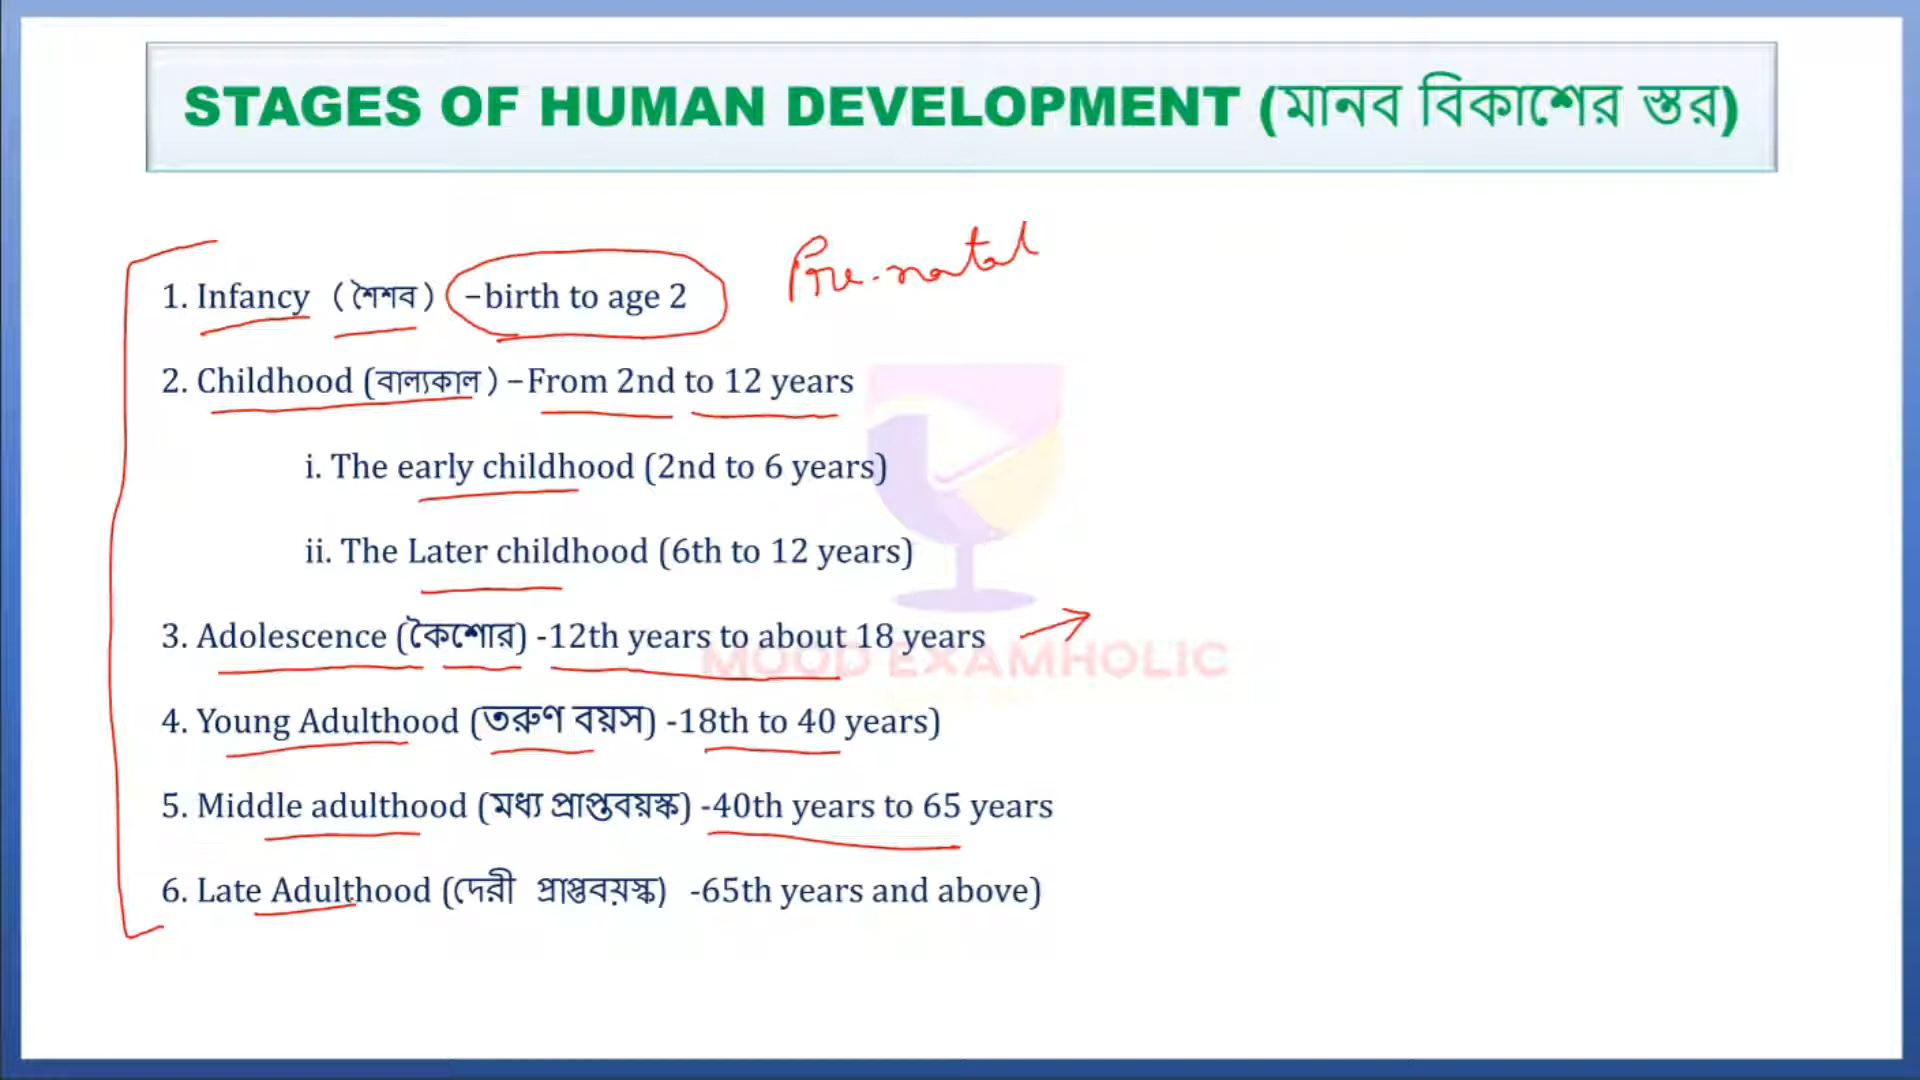 STAGES OF HUMAN DEVELOPMENT (মানব বিকাশের স্তর)
Pre-natal
1. Infancy (শৈশব) –birth to age 2
2. Childhood (বাল্যকাল) –From 2nd to 12 years
i. The early childhood (2nd to 6 years)
ii. The Later childhood (6th to 12 years)
3. Adolescence (কৈশোর) -12th years to about 18 years
MOOD EXAMHOLIC
4. Young Adulthood (তরুণ বয়স) -18th to 40 years)
5. Middle adulthood (মধ্য প্রাপ্তবয়স্ক) -40th years to 65 years
6. Late Adulthood (দেরী প্রাপ্তবয়স্ক) -65th years and above)